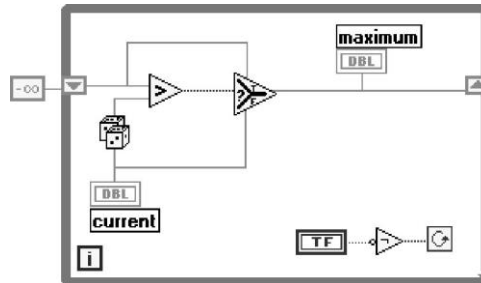 maximum
DBL
-∞
>
? T
F
DBL
current
TF
i